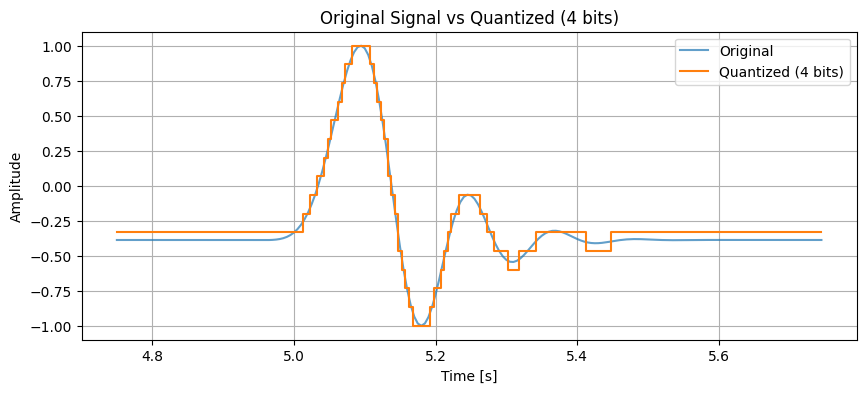 Original Signal vs Quantized (4 bits)
Original
Quantized (4 bits)
Amplitude
1.00
0.75
0.50
0.25
0.00
−0.25
−0.50
−0.75
−1.00
4.8 5.0 5.2 5.4 5.6
Time [s]